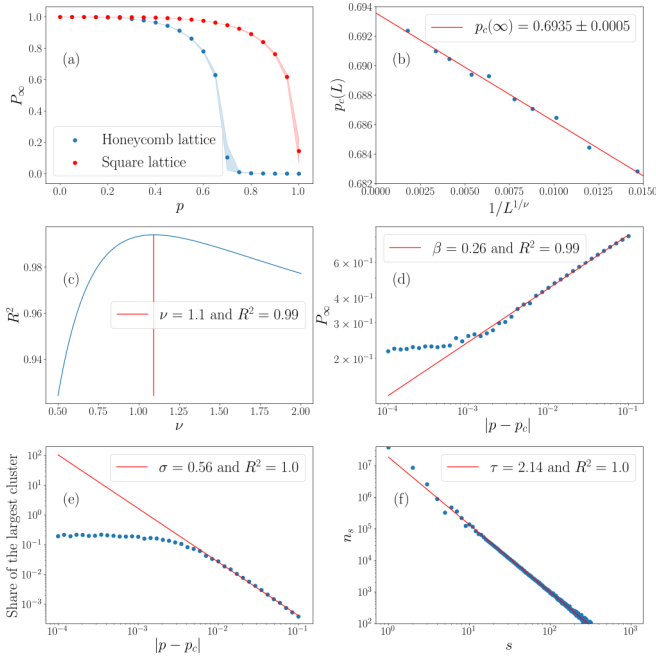 1.0
0.8
0.6
0.4
0.2
0.0
P∞
(a)
Honeycomb lattice
Square lattice
0.0 0.2 0.4 0.6 0.8 1.0
p
0.694
0.692
0.690
0.688
0.686
0.684
0.682
p_c(L)
p_c(∞) = 0.6935 ± 0.0005
(b)
0.0000 0.0025 0.0050 0.0075 0.0100 0.0125 0.0150
1/L^{1/ν}
0.98
0.96
0.94
R²
(c)
ν = 1.1 and R² = 0.99
0.50 0.75 1.00 1.25 1.50 1.75 2.00
ν
6 × 10⁻¹
4 × 10⁻¹
3 × 10⁻¹
2 × 10⁻¹
P∞
β = 0.26 and R² = 0.99
(d)
10⁻⁴ 10⁻³ 10⁻² 10⁻¹
|p − p_c|
10²
10¹
10⁰
10⁻¹
10⁻²
10⁻³
Share of the largest cluster
σ = 0.56 and R² = 1.0
(e)
10⁻⁴ 10⁻³ 10⁻² 10⁻¹
|p − p_c|
10⁷
10⁶
10⁵
10⁴
10³
10²
n_s
τ = 2.14 and R² = 1.0
(f)
10⁰ 10¹ 10² 10³
s